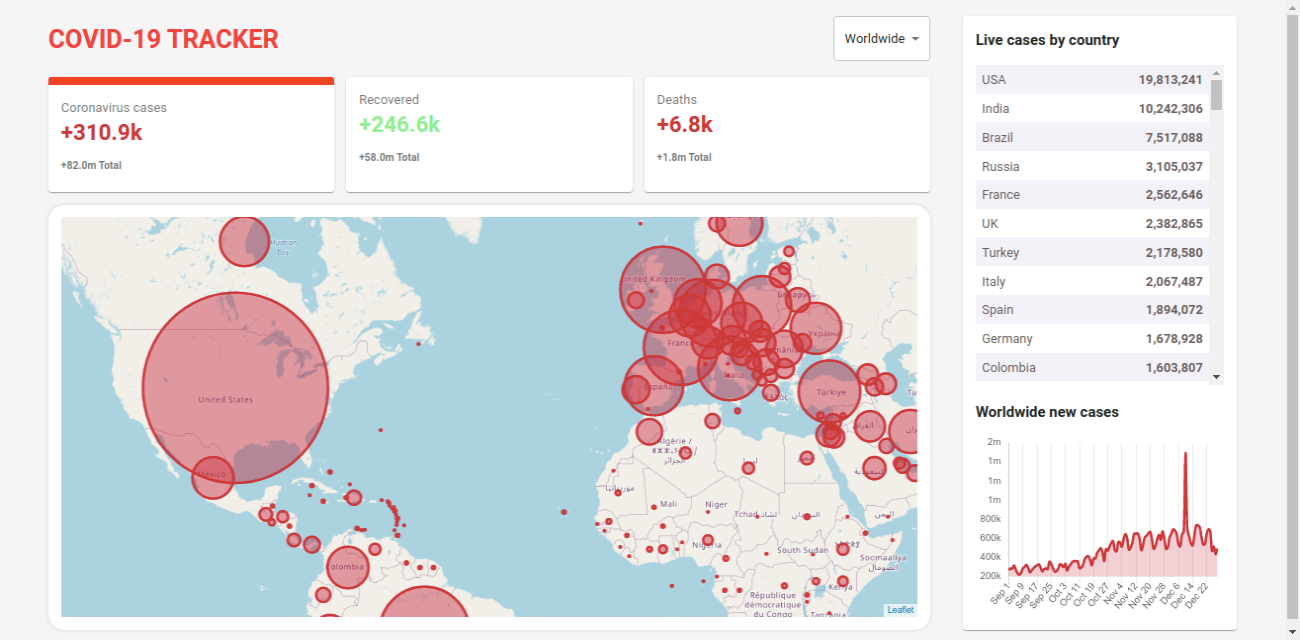 COVID-19 TRACKER
Worldwide
Coronavirus cases
+310.9k
+82.0m Total
Recovered
+246.6k
+58.0m Total
Deaths
+6.8k
+1.8m Total
Hudson
Bay
United Kingdom
Беларусь
Україна
France
România
Italia
España
Ελλάς
Türkiye
United States
México
Algérie /
الجزائر
ليبيا
مصر
العراق
السعودية
موريتانيا
Mali
Niger
Tchad تشاد
السودان
اليمن
Nigeria
South Sudan
Soomaaliya
الصومال
Kenya
Colombia
République
démocratique
du Congo
Tanzania
Leaflet
Live cases by country
USA 19,813,241
India 10,242,306
Brazil 7,517,088
Russia 3,105,037
France 2,562,646
UK 2,382,865
Turkey 2,178,580
Italy 2,067,487
Spain 1,894,072
Germany 1,678,928
Colombia 1,603,807
Worldwide new cases
2m
1m
1m
1m
800k
600k
400k
200k
Sep 1
Sep 9
Sep 17
Sep 25
Oct 3
Oct 11
Oct 19
Oct 27
Nov 4
Nov 12
Nov 20
Nov 28
Dec 6
Dec 14
Dec 22